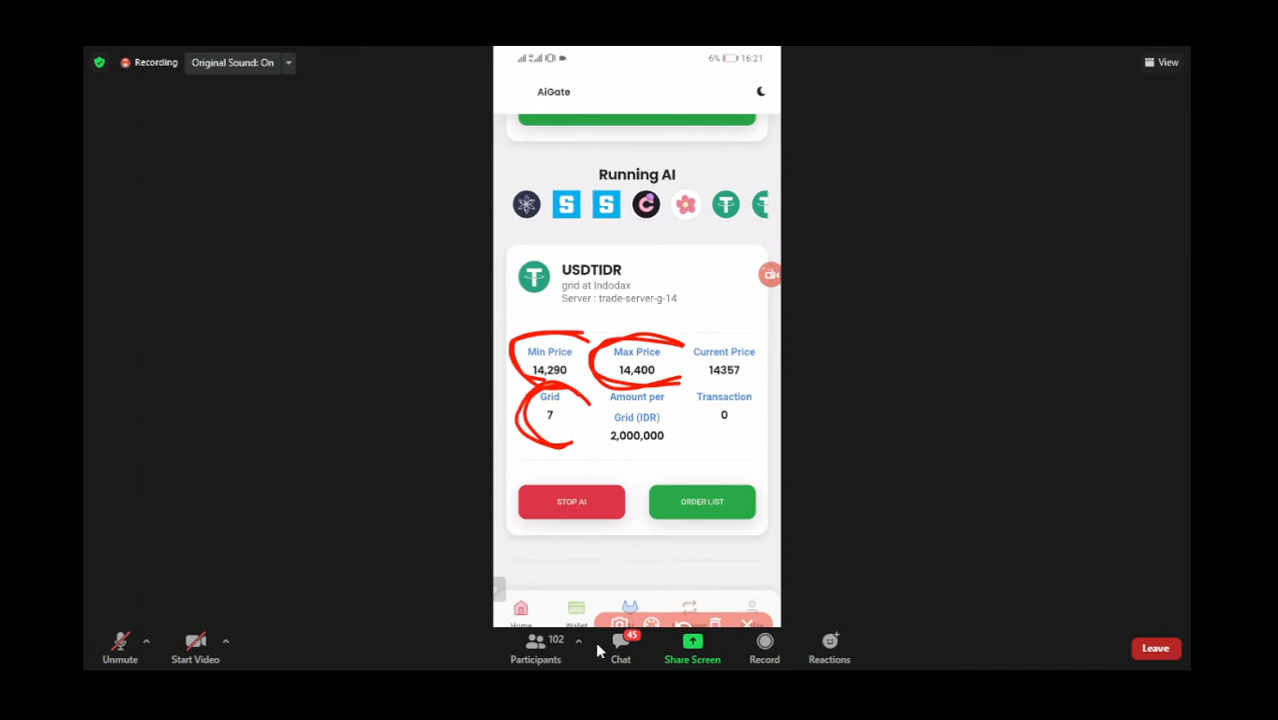 Recording
Original Sound: On
View
6%
16:21
AiGate
Running AI
USDTIDR
grid at Indodax
Server : trade-server-g-14
Min Price
Max Price
Current Price
14,290
14,400
14357
Grid
Amount per
Grid (IDR)
Transaction
7
2,000,000
0
STOP AI
ORDER LIST
Home
Wallet
Unmute
Start Video
102
Participants
45
Chat
Share Screen
Record
Reactions
Leave